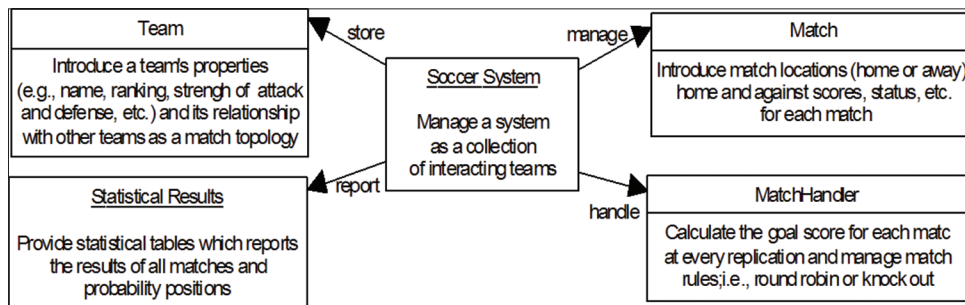 Team
Introduce a team's properties
(e.g., name, ranking, strengh of attack
and defense, etc.) and its relationship
with other teams as a match topology
store
manage
Match
Introduce match locations (home or away)
home and against scores, status, etc.
for each match
Soccer System
Manage a system
as a collection
of interacting teams
Statistical Results
Provide statistical tables which reports
the results of all matches and
probability positions
report
handle
MatchHandler
Calculate the goal score for each matc
at every replication and manage match
rules;i.e., round robin or knock out